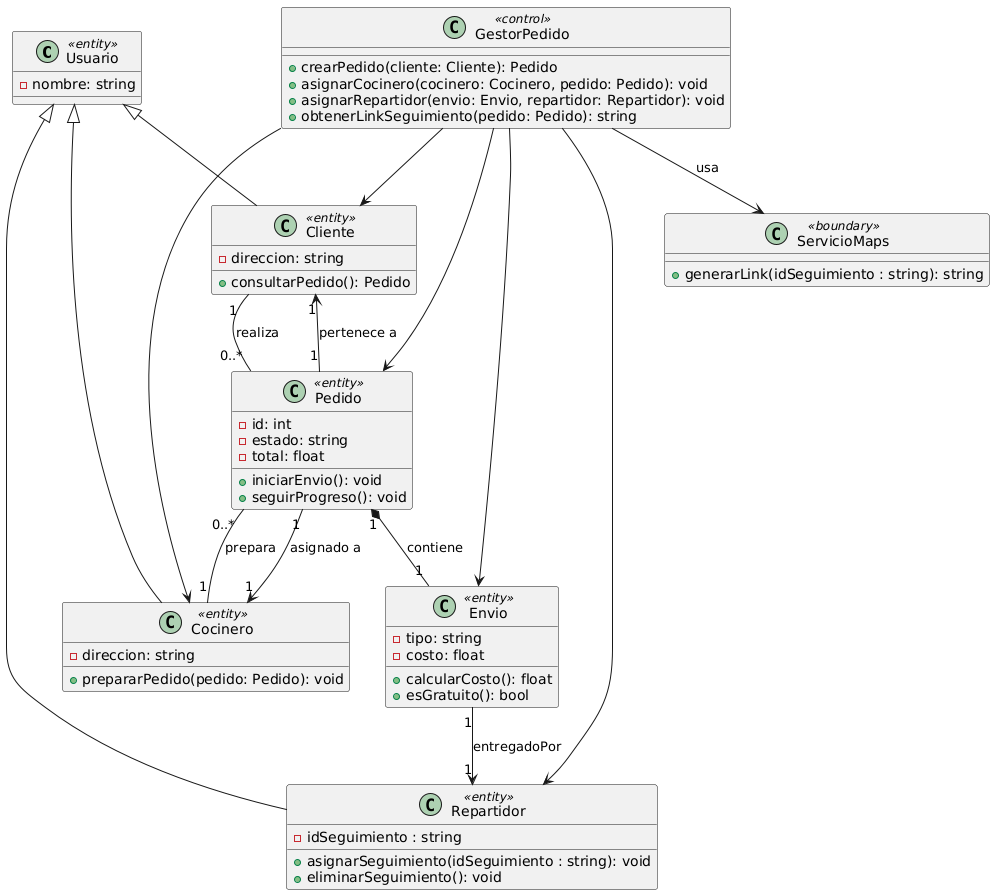 «entity»
C Usuario
nombre: string
«control»
C GestorPedido
crearPedido(cliente: Cliente): Pedido
asignarCocinero(cocinero: Cocinero, pedido: Pedido): void
asignarRepartidor(envio: Envio, repartidor: Repartidor): void
obtenerLinkSeguimiento(pedido: Pedido): string
usa
«entity»
C Cliente
direccion: string
consultarPedido(): Pedido
«boundary»
C ServicioMaps
generarLink(idSeguimiento : string): string
1
1
realiza
pertenece a
0..*
1
«entity»
C Pedido
id: int
estado: string
total: float
iniciarEnvio(): void
seguirProgreso(): void
0..*
1
1
prepara
asignado a
contiene
1
1
1
«entity»
C Cocinero
direccion: string
prepararPedido(pedido: Pedido): void
«entity»
C Envio
tipo: string
costo: float
calcularCosto(): float
esGratuito(): bool
1
entregadoPor
1
«entity»
C Repartidor
idSeguimiento : string
asignarSeguimiento(idSeguimiento : string): void
eliminarSeguimiento(): void